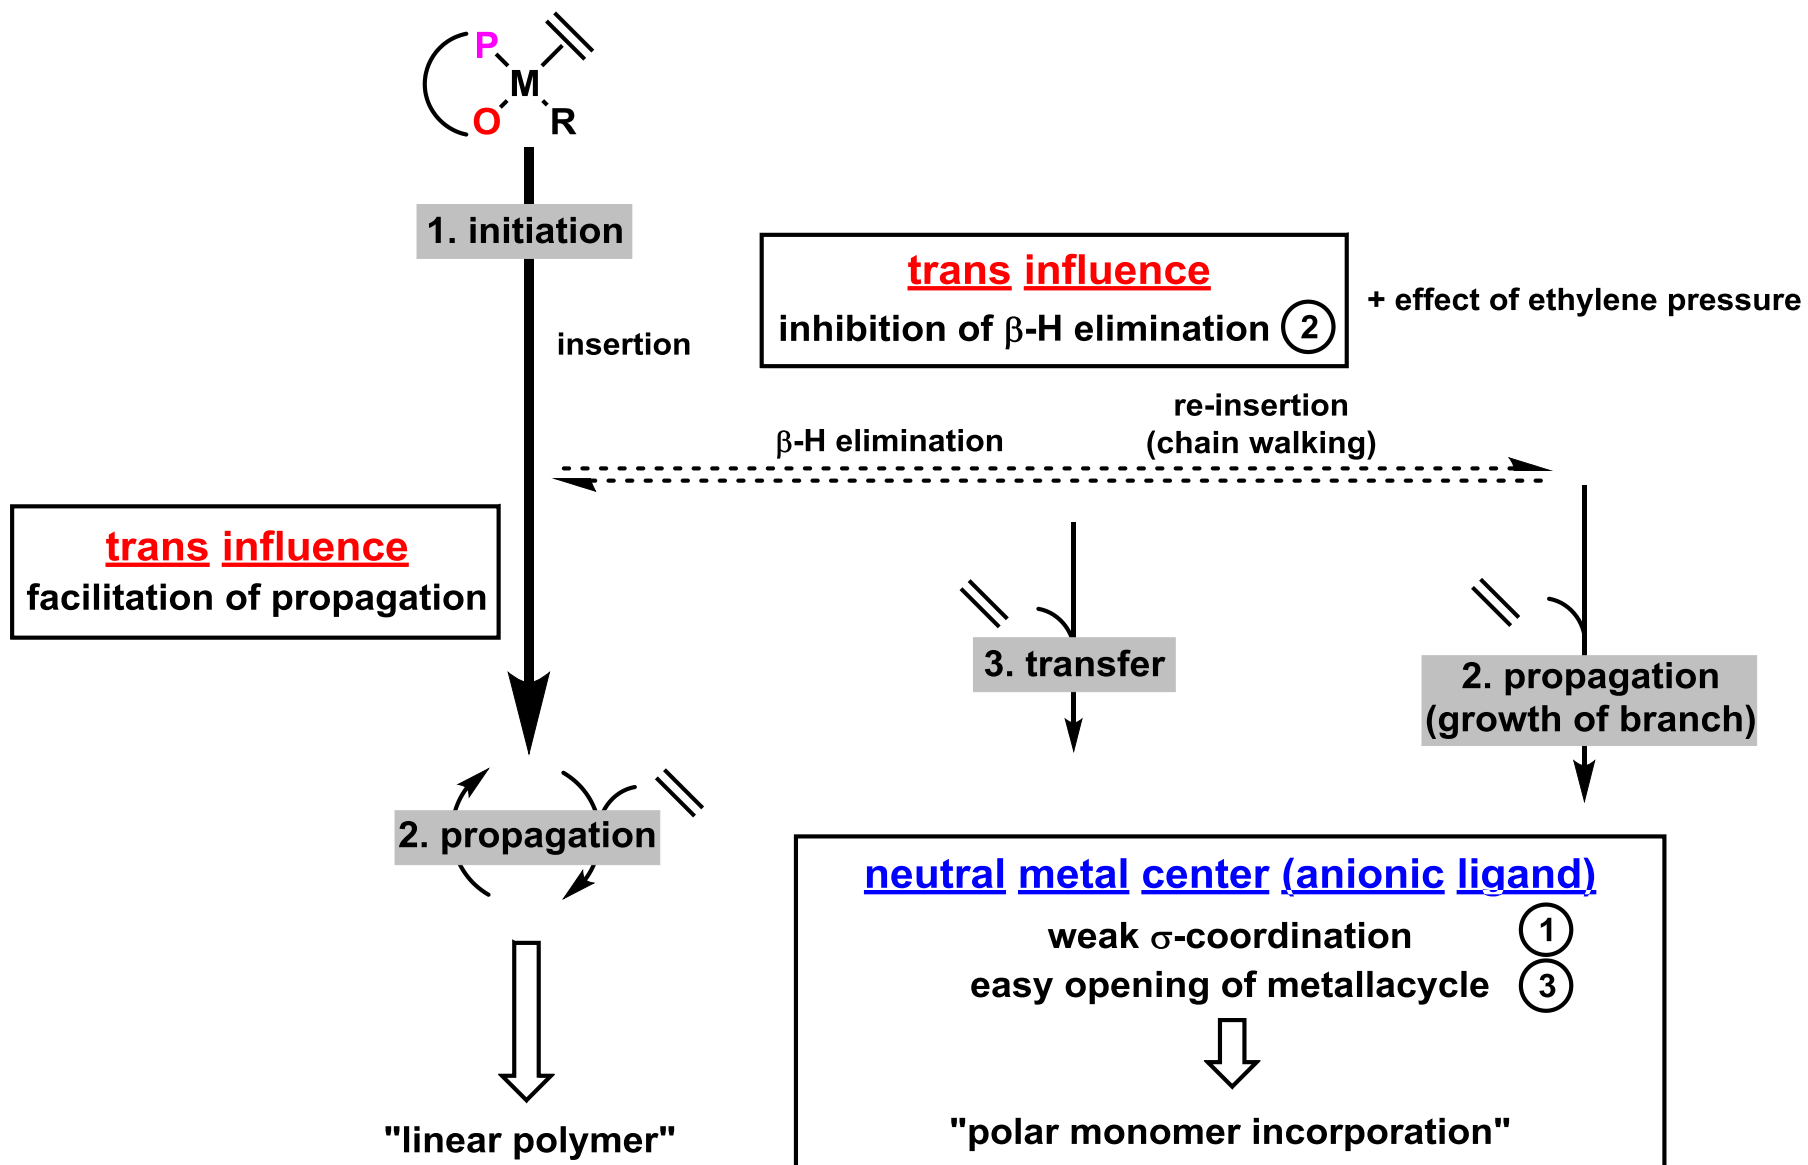 P
M
O R
1. initiation
trans influence
inhibition of β-H elimination 2
+ effect of ethylene pressure
insertion
re-insertion
(chain walking)
β-H elimination
trans influence
facilitation of propagation
3. transfer
2. propagation
(growth of branch)
2. propagation
neutral metal center (anionic ligand)
weak σ-coordination 1
easy opening of metallacycle 3
"linear polymer"
"polar monomer incorporation"